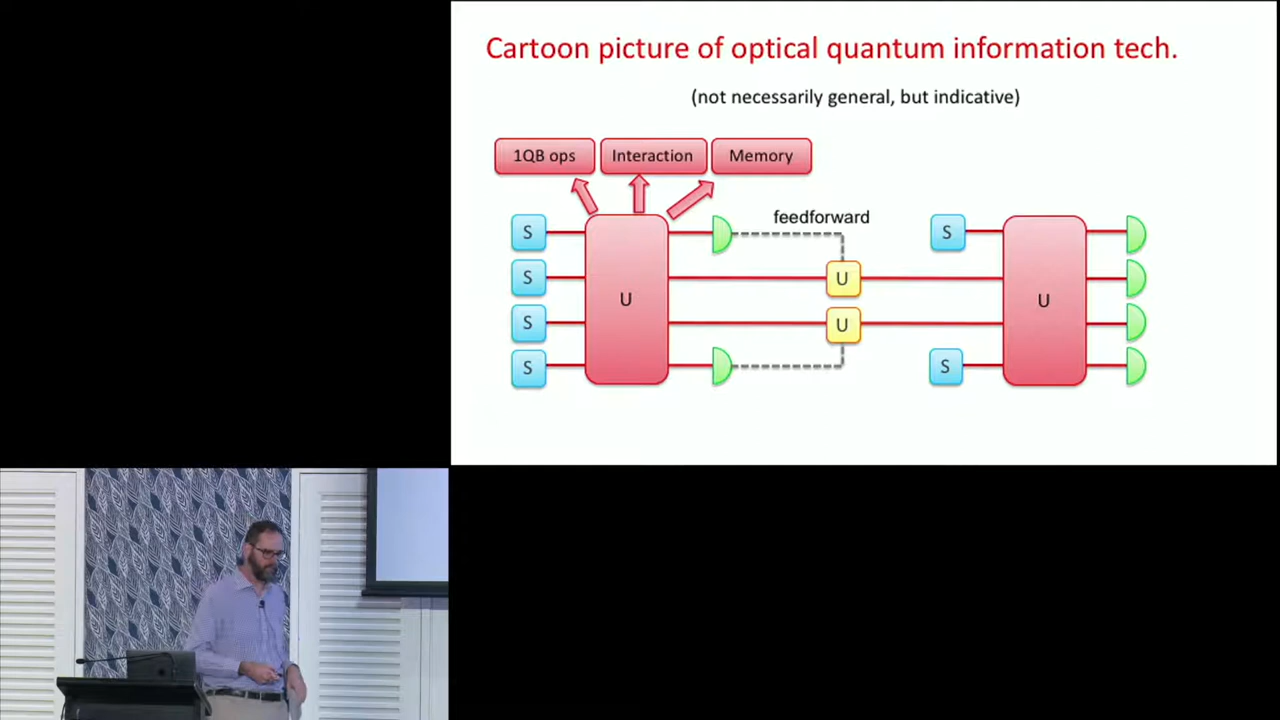 Cartoon picture of optical quantum information tech.
(not necessarily general, but indicative)
1QB ops Interaction Memory
feedforward
S S
S U
S U U U
S S